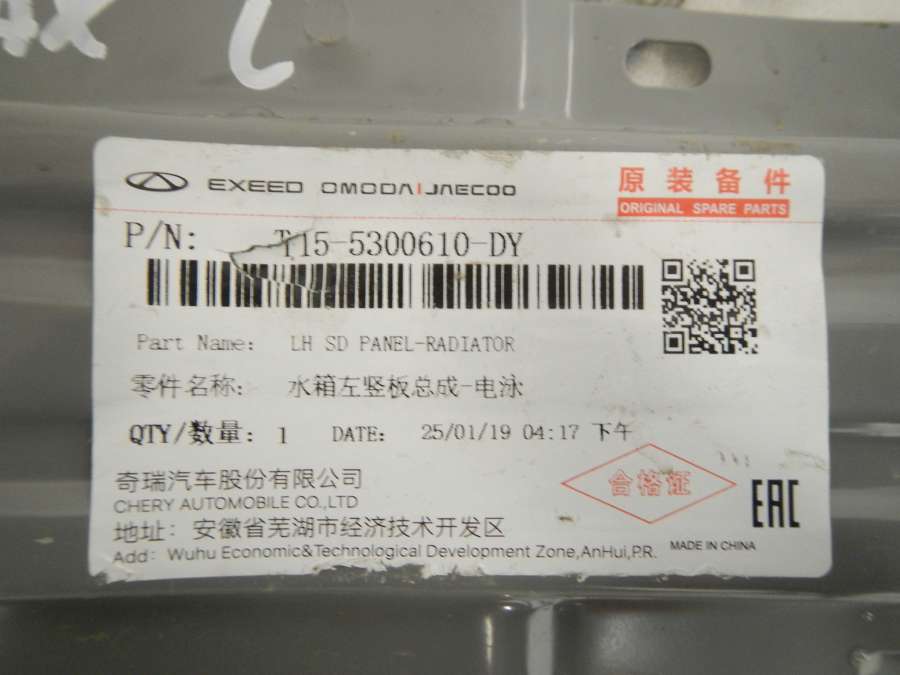 EXEED OMODA|JAECOO
原装备件
ORIGINAL SPARE PARTS
P/N: T15-5300610-DY
Part Name: LH SD PANEL-RADIATOR
零件名称: 水箱左竖板总成-电泳
QTY/数量: 1 DATE: 25/01/19 04:17 下午
合格证
EAC
奇瑞汽车股份有限公司
CHERY AUTOMOBILE CO.,LTD
地址: 安徽省芜湖市经济技术开发区
Add: Wuhu Economic&Technological Development Zone,AnHui,P.R. MADE IN CHINA